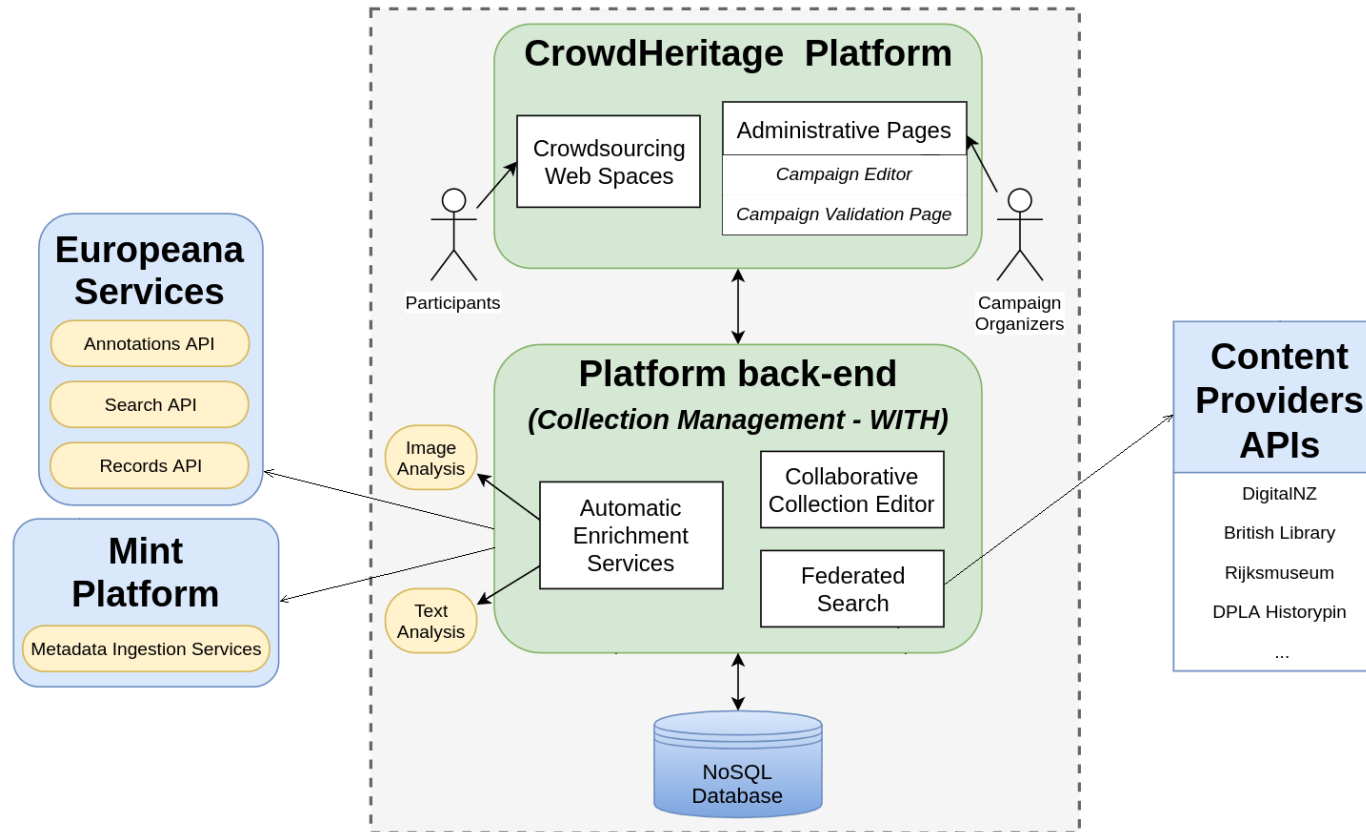 CrowdHeritage Platform
Crowdsourcing
Web Spaces
Administrative Pages
Campaign Editor
Campaign Validation Page
Participants
Campaign
Organizers
Europeana
Services
Annotations API
Search API
Records API
Mint
Platform
Metadata Ingestion Services
Platform back-end
(Collection Management - WITH)
Image
Analysis
Automatic
Enrichment
Services
Text
Analysis
Collaborative
Collection Editor
Federated
Search
NoSQL
Database
Content
Providers
APIs
DigitalNZ
British Library
Rijksmuseum
DPLA Historypin
...